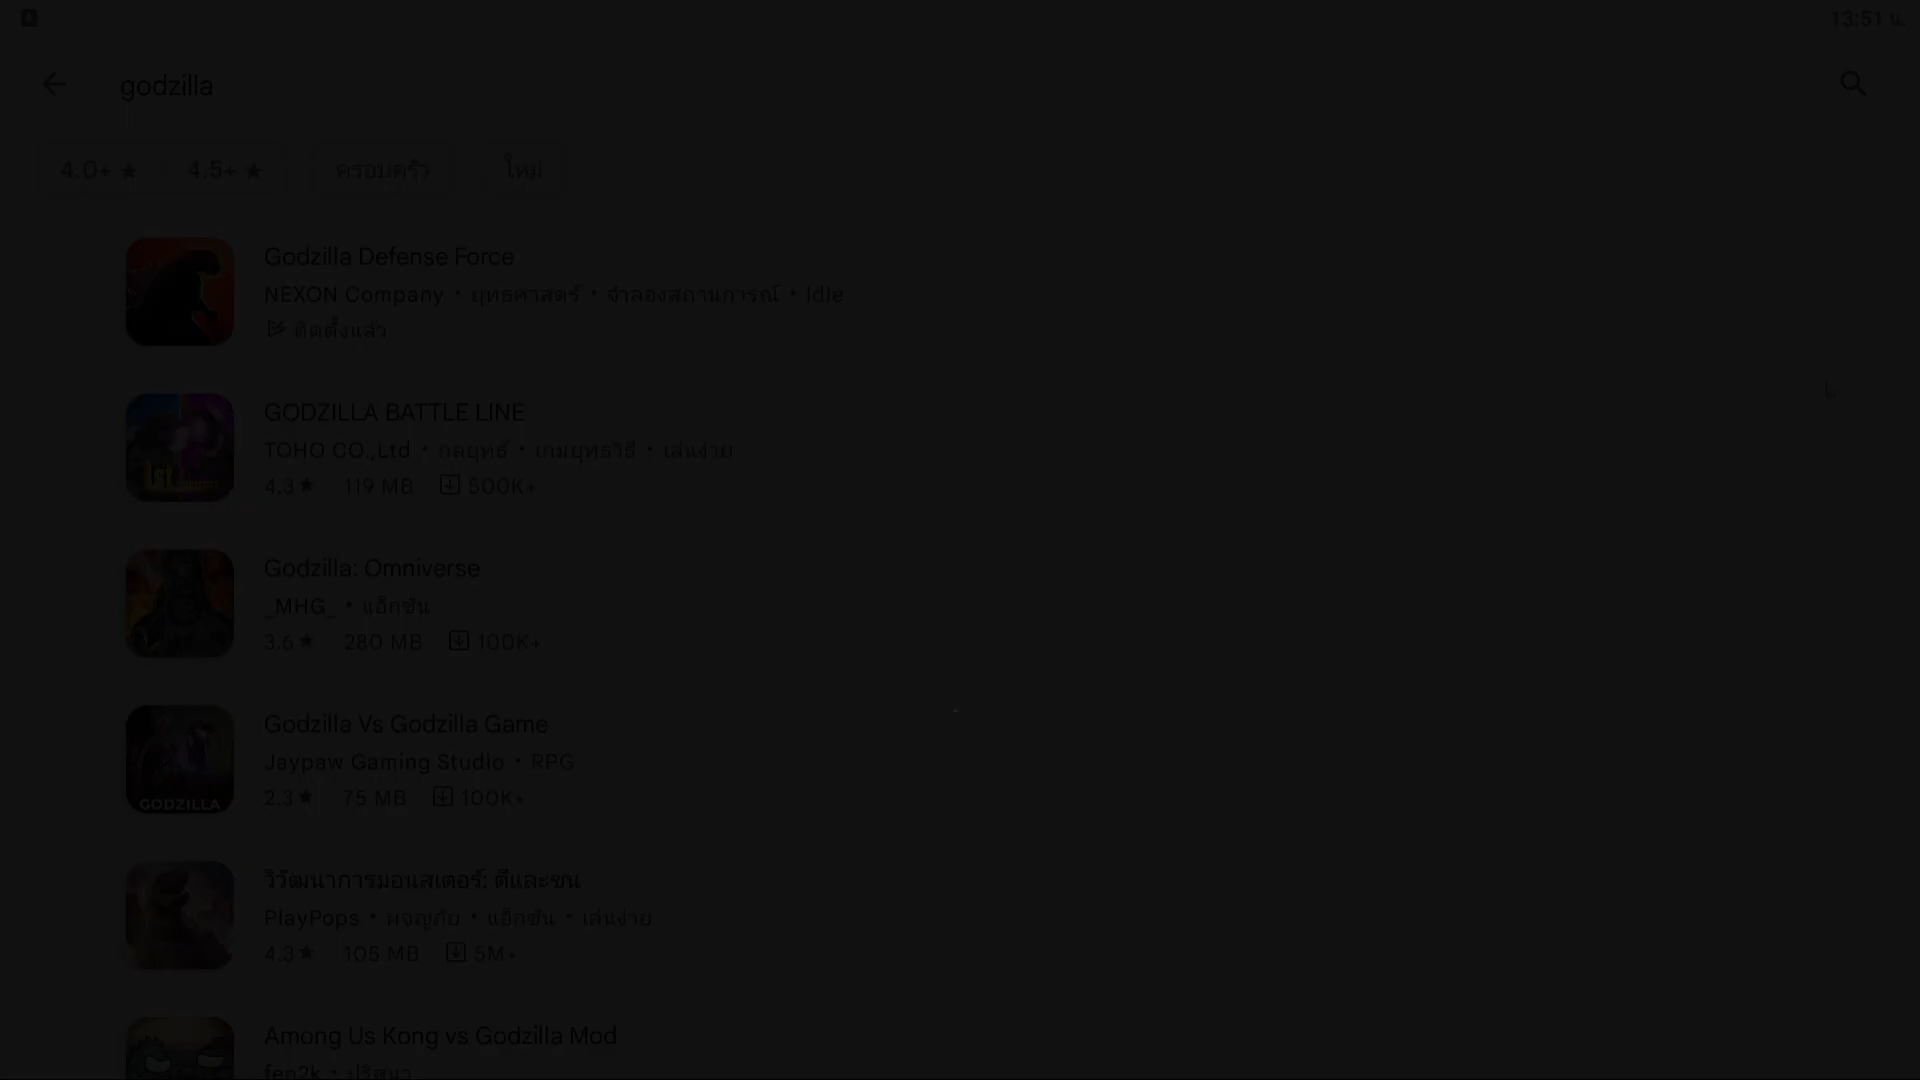 13:51 น.
godzilla
4.0+ ★ 4.5+ ★ ครอบครัว ใหม่
Godzilla Defense Force
NEXON Company • ยุทธศาสตร์ • จำลองสถานการณ์ • Idle
ติดตั้งแล้ว
GODZILLA BATTLE LINE
TOHO CO.,Ltd • กลยุทธ์ • เกมยุทธวิธี • เล่นง่าย
4.3 ★ 119 MB 500K+
Godzilla: Omniverse
_MHG_ • แอ็กชัน
3.6 ★ 280 MB 100K+
Godzilla Vs Godzilla Game
Jaypaw Gaming Studio • RPG
GODZILLA
2.3 ★ 75 MB 100K+
วิวัฒนาการมอนสเตอร์: ตีและชน
PlayPops • ผจญภัย • แอ็กชัน • เล่นง่าย
4.3 ★ 105 MB 5M+
Among Us Kong vs Godzilla Mod
fen2k • ปริศนา